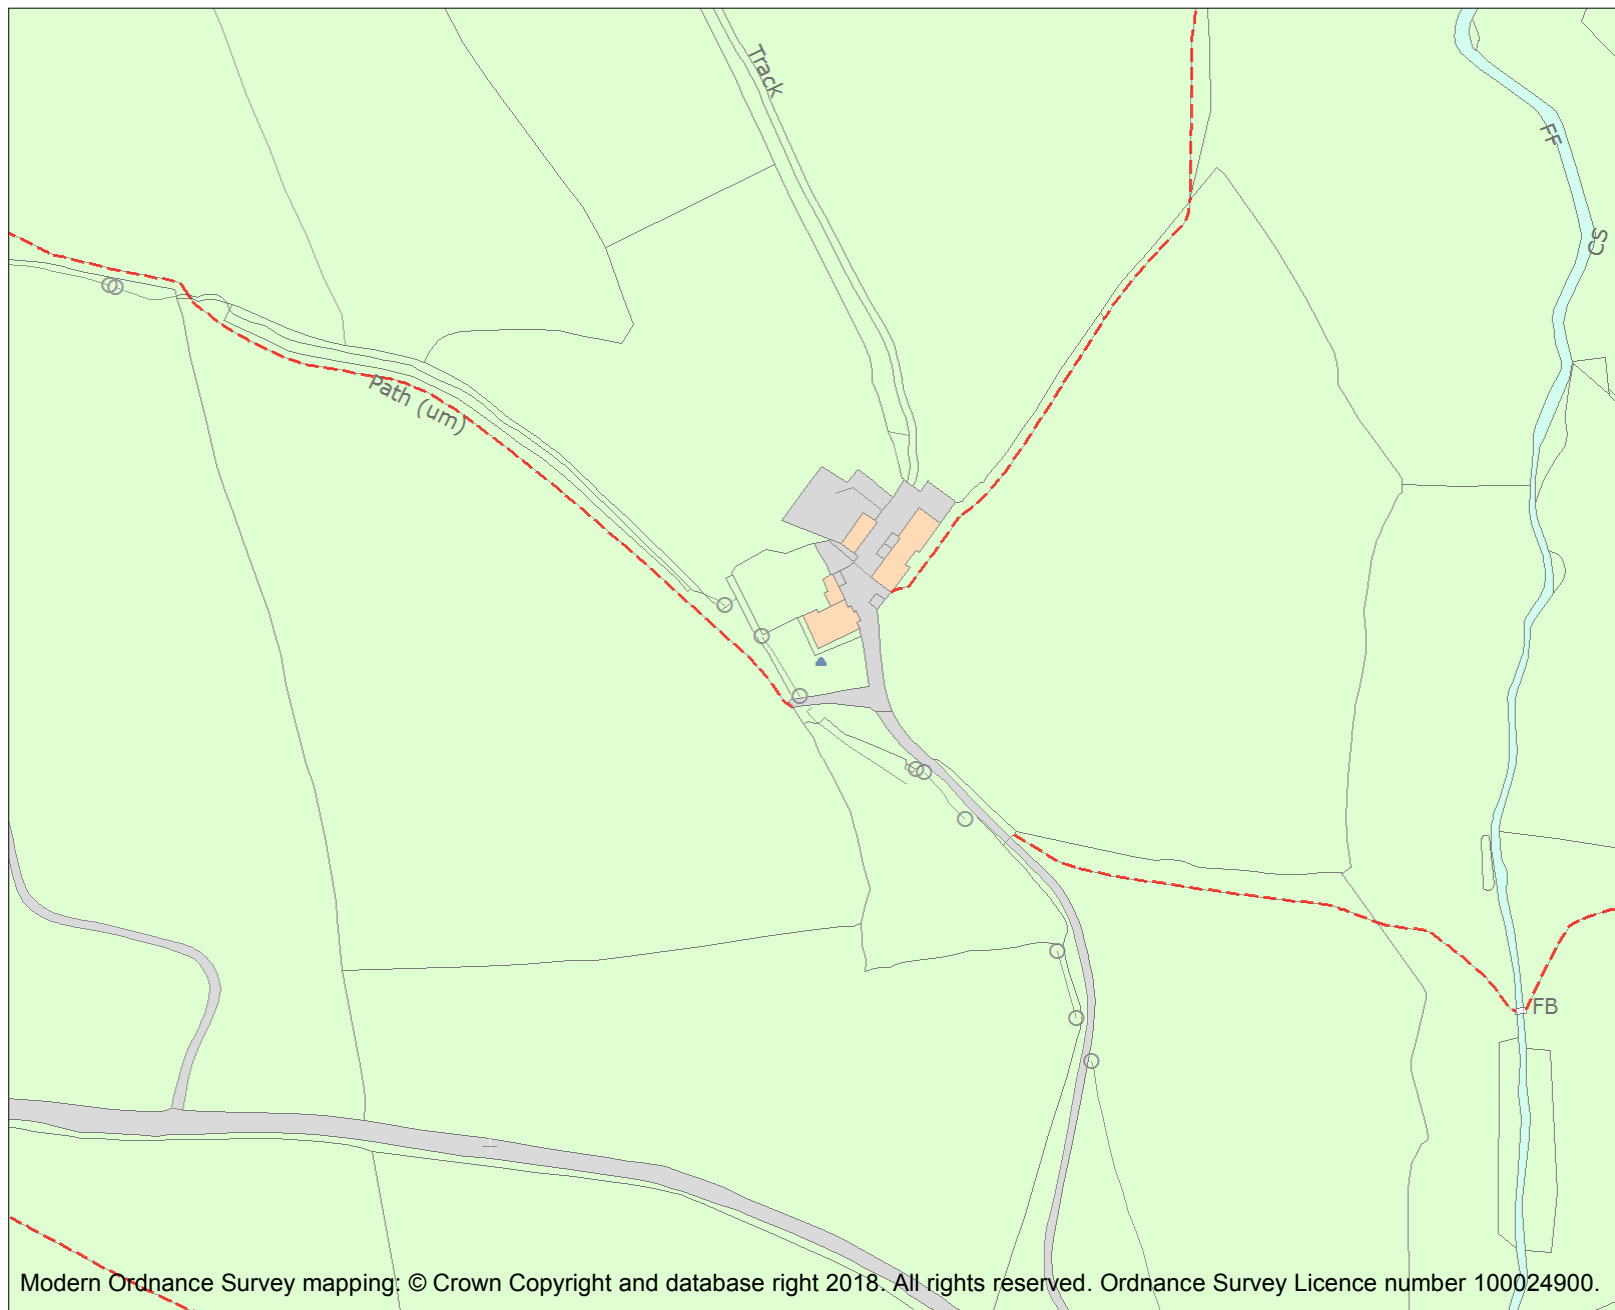 Track
FF
CS
Path (um)
FB
Modern Ordnance Survey mapping: © Crown Copyright and database right 2018. All rights reserved. Ordnance Survey Licence number 100024900.